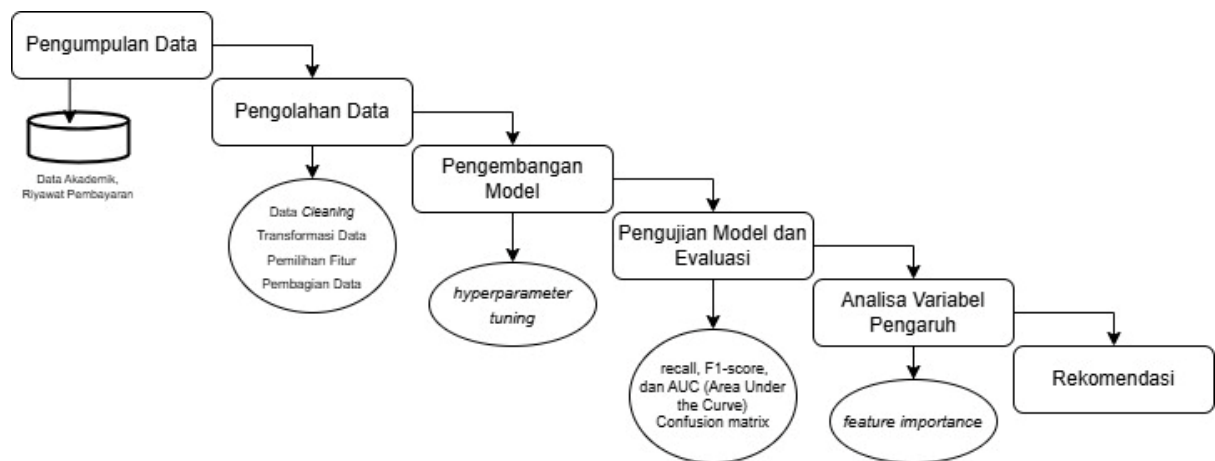 Pengumpulan Data
Data Akademik,
Riyawat Pembayaran
Pengolahan Data
Data Cleaning
Transformasi Data
Pemilihan Fitur
Pembagian Data
Pengembangan
Model
hyperparameter
tuning
Pengujian Model dan
Evaluasi
recall, F1-score,
dan AUC (Area Under
the Curve)
Confusion matrix
Analisa Variabel
Pengaruh
feature importance
Rekomendasi